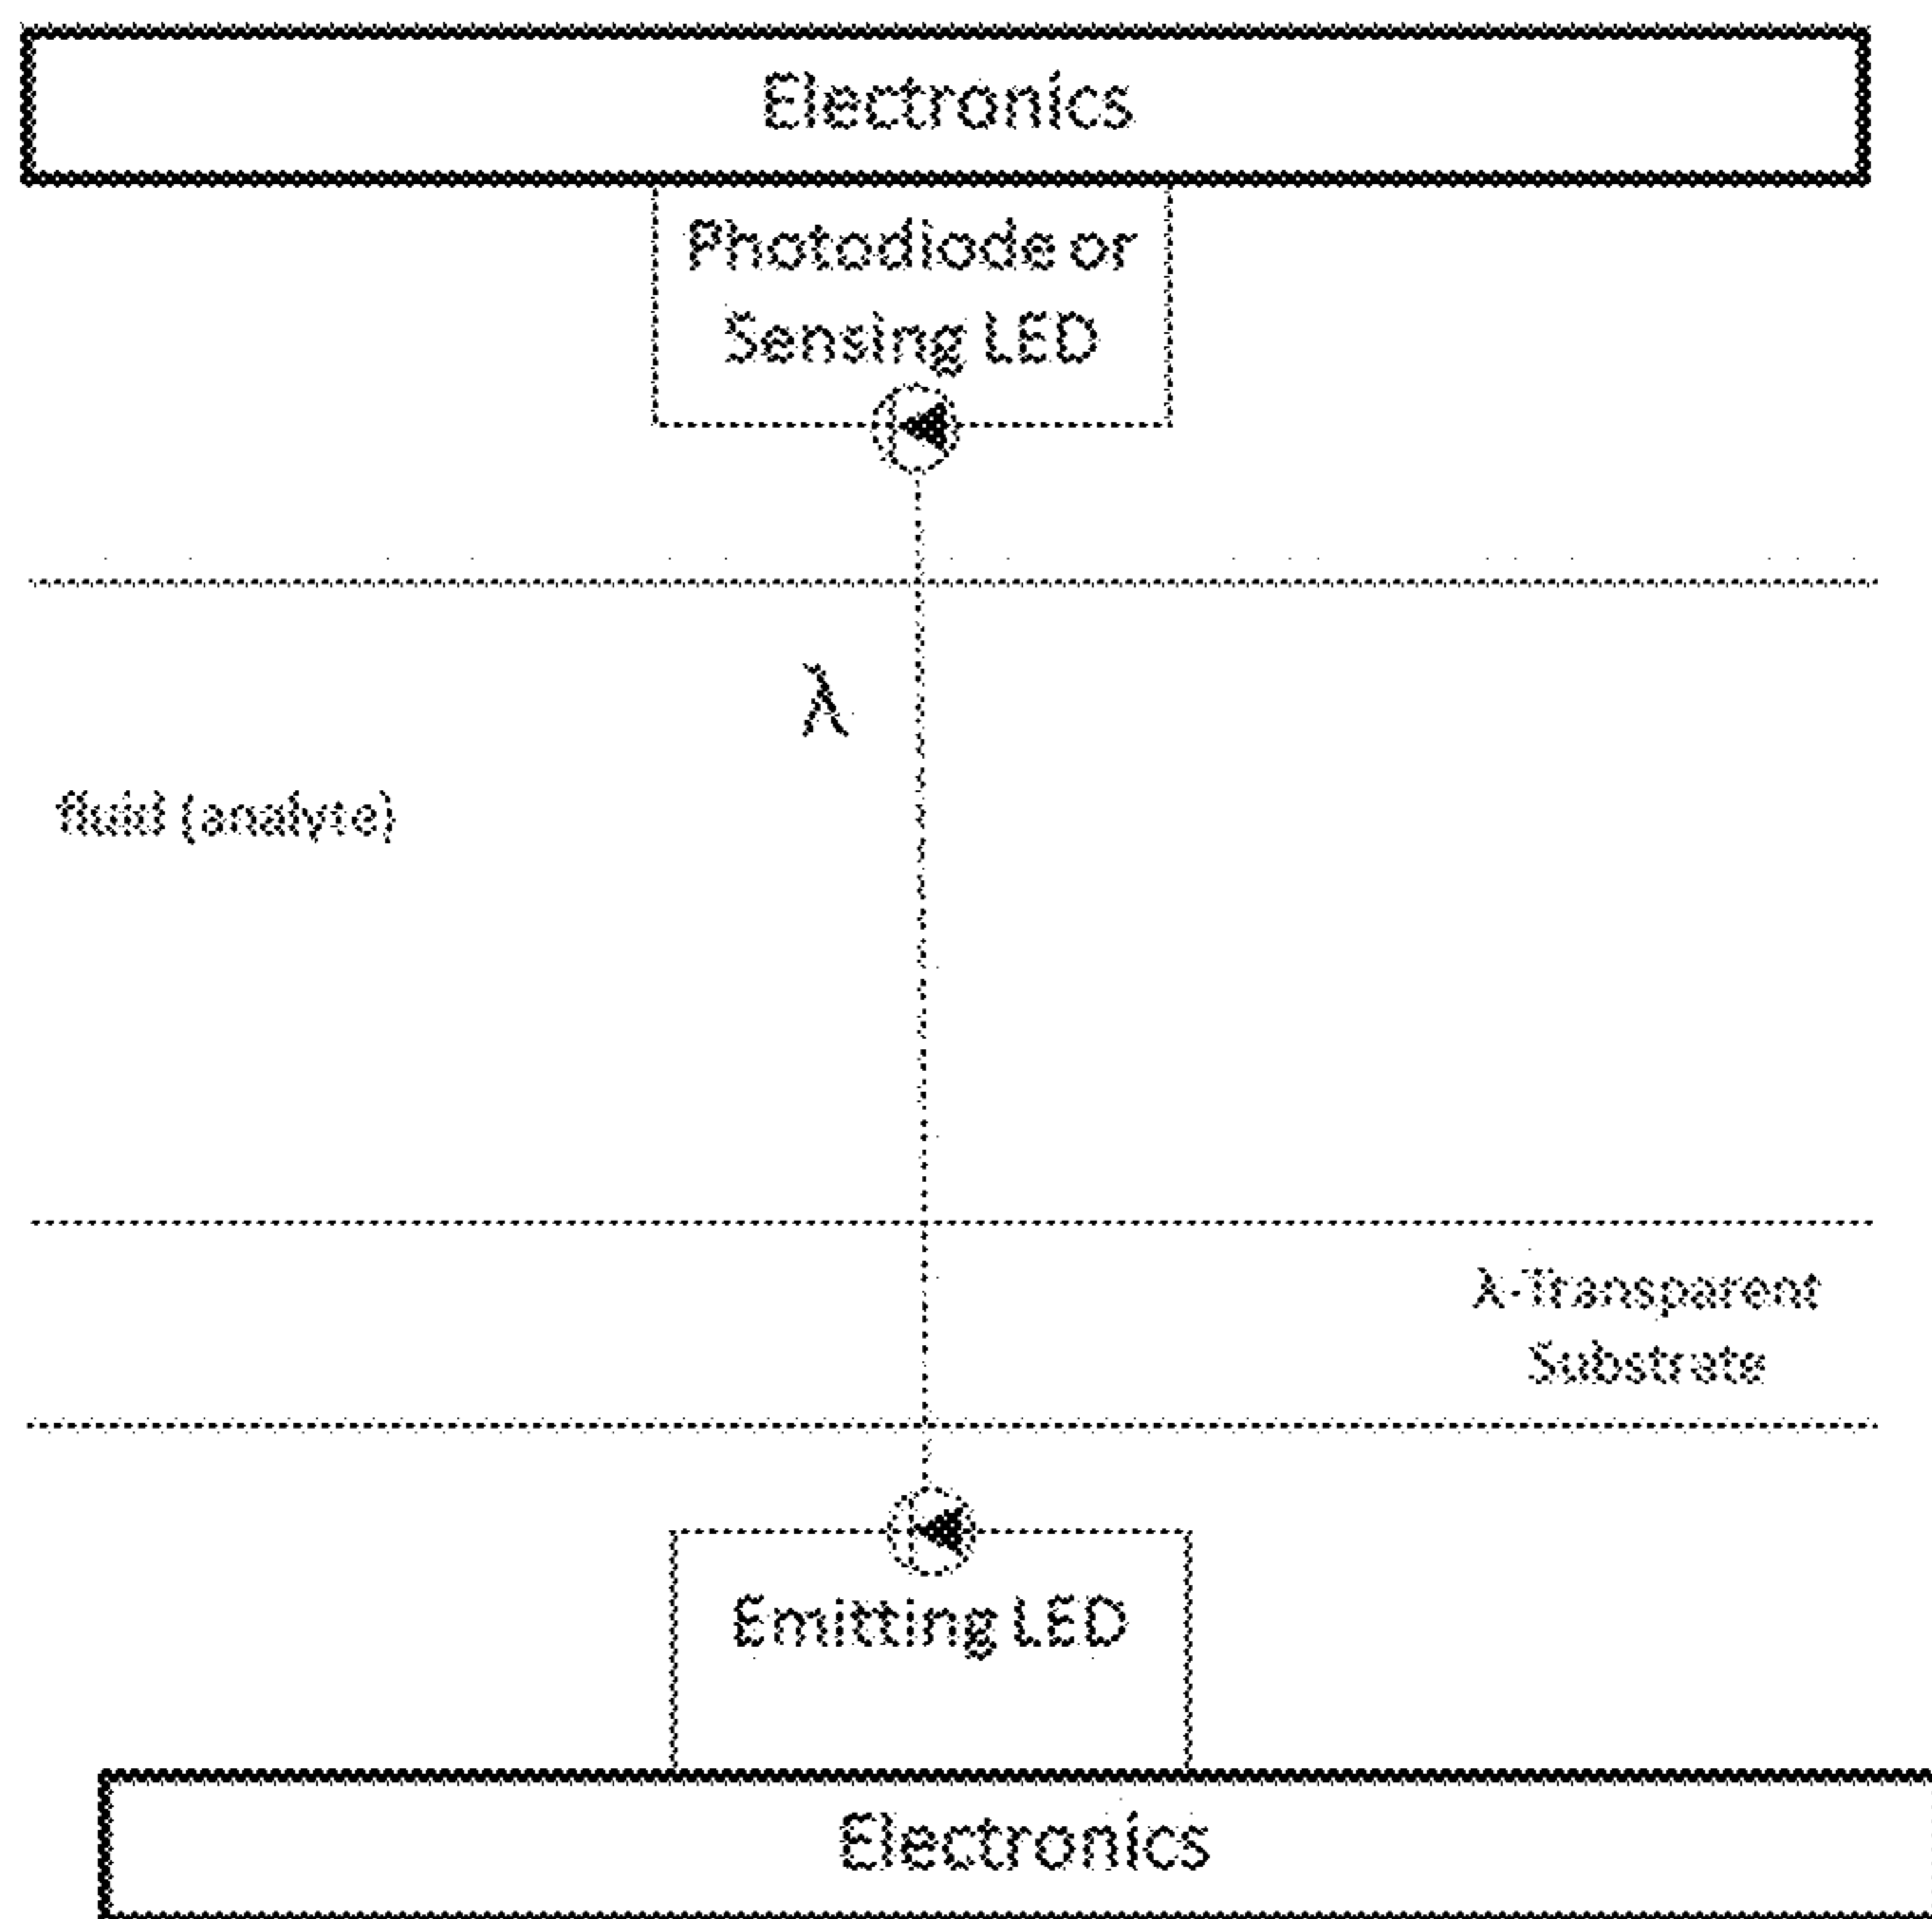 Electronics
Photodiode or
Sensing LED
λ
fluid (analyte)
λ-Transparent
Substrate
Emitting LED
Electronics